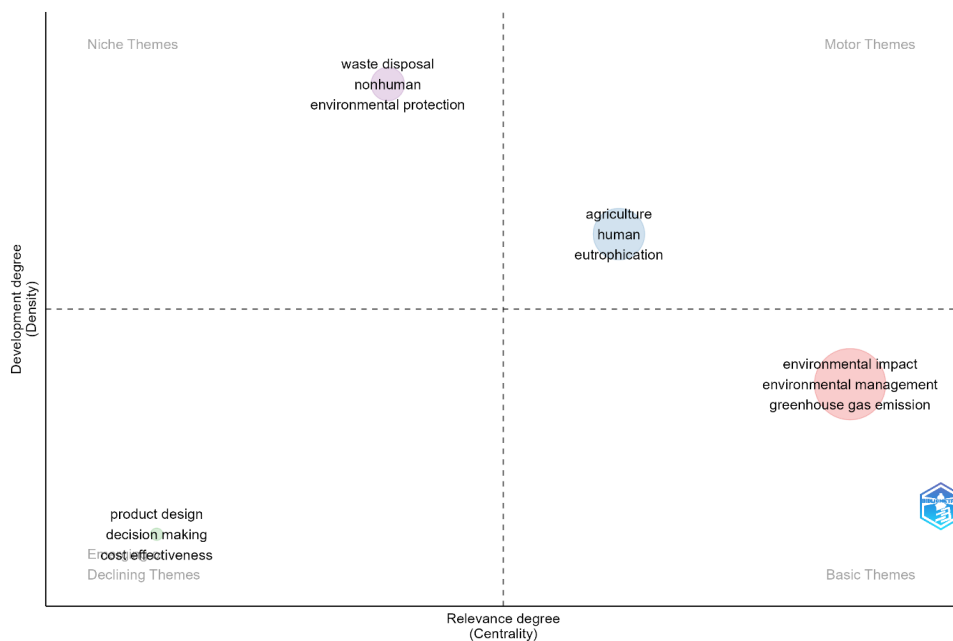 Niche Themes
Motor Themes
waste disposal
nonhuman
environmental protection
agriculture
human
eutrophication
Development degree
(Density)
environmental impact
environmental management
greenhouse gas emission
product design
decision making
cost effectiveness
Declining Themes
Basic Themes
Relevance degree
(Centrality)